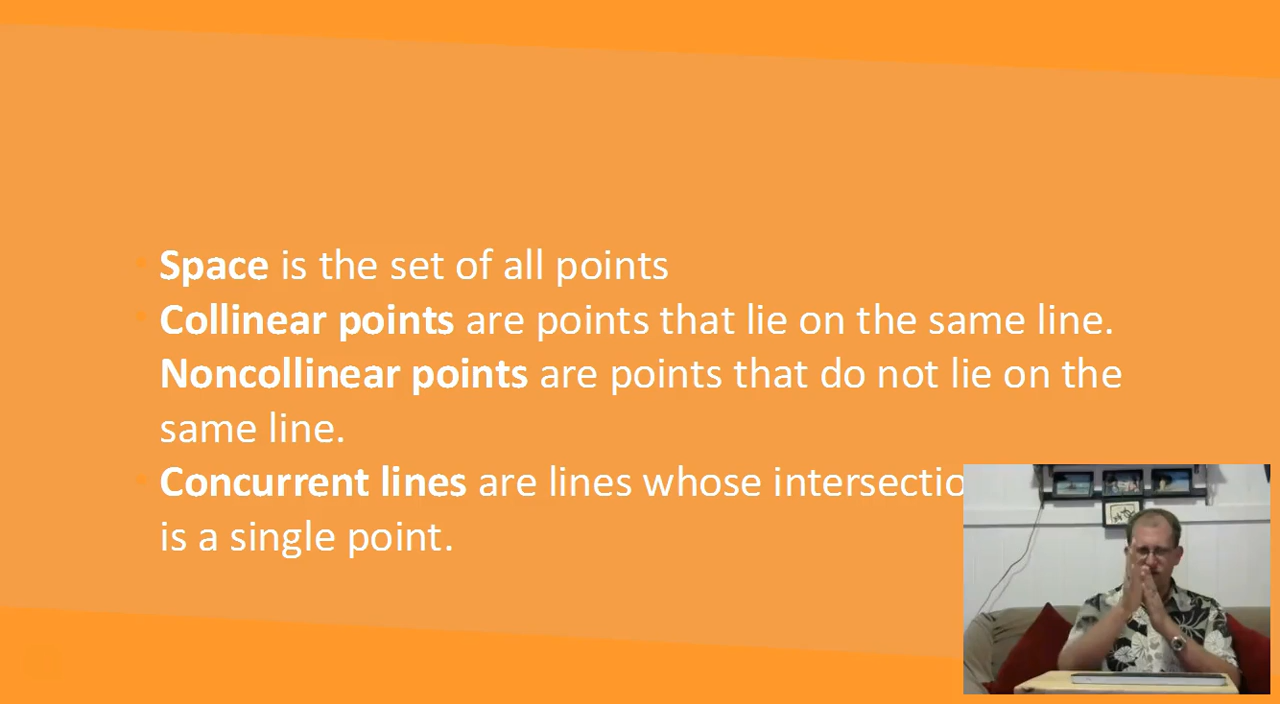 Space is the set of all points
Collinear points are points that lie on the same line.
Noncollinear points are points that do not lie on the
same line.
Concurrent lines are lines whose
is a single point.